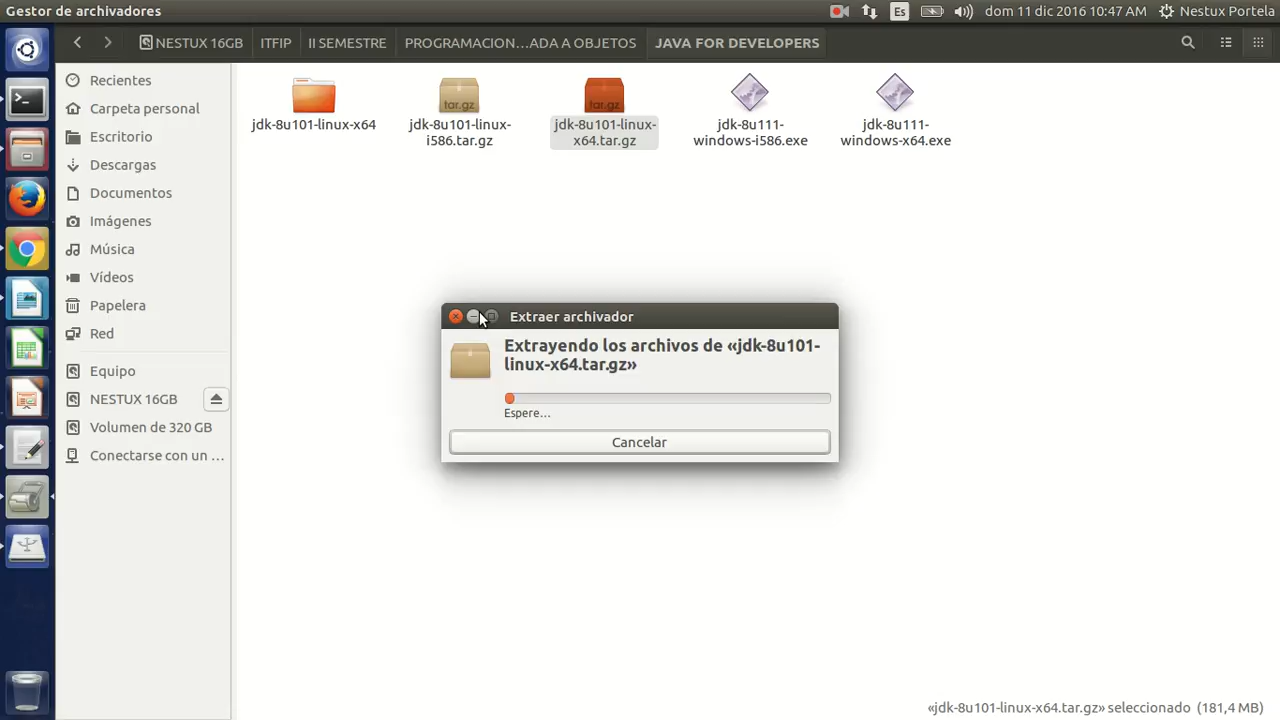 Gestor de archivadores
Es
dom 11 dic 2016 10:47 AM
Nestux Portela
NESTUX 16GB
ITFIP
II SEMESTRE
PROGRAMACION…ADA A OBJETOS
JAVA FOR DEVELOPERS
Recientes
Carpeta personal
Escritorio
Descargas
Documentos
Imágenes
Música
Vídeos
Papelera
Red
Equipo
NESTUX 16GB
Volumen de 320 GB
Conectarse con un …
jdk-8u101-linux-x64
tar.gz
jdk-8u101-linux-
i586.tar.gz
tar.gz
jdk-8u101-linux-
x64.tar.gz
jdk-8u111-
windows-i586.exe
jdk-8u111-
windows-x64.exe
Extraer archivador
Extrayendo los archivos de «jdk-8u101-
linux-x64.tar.gz»
Espere…
Cancelar
«jdk-8u101-linux-x64.tar.gz» seleccionado (181,4 MB)